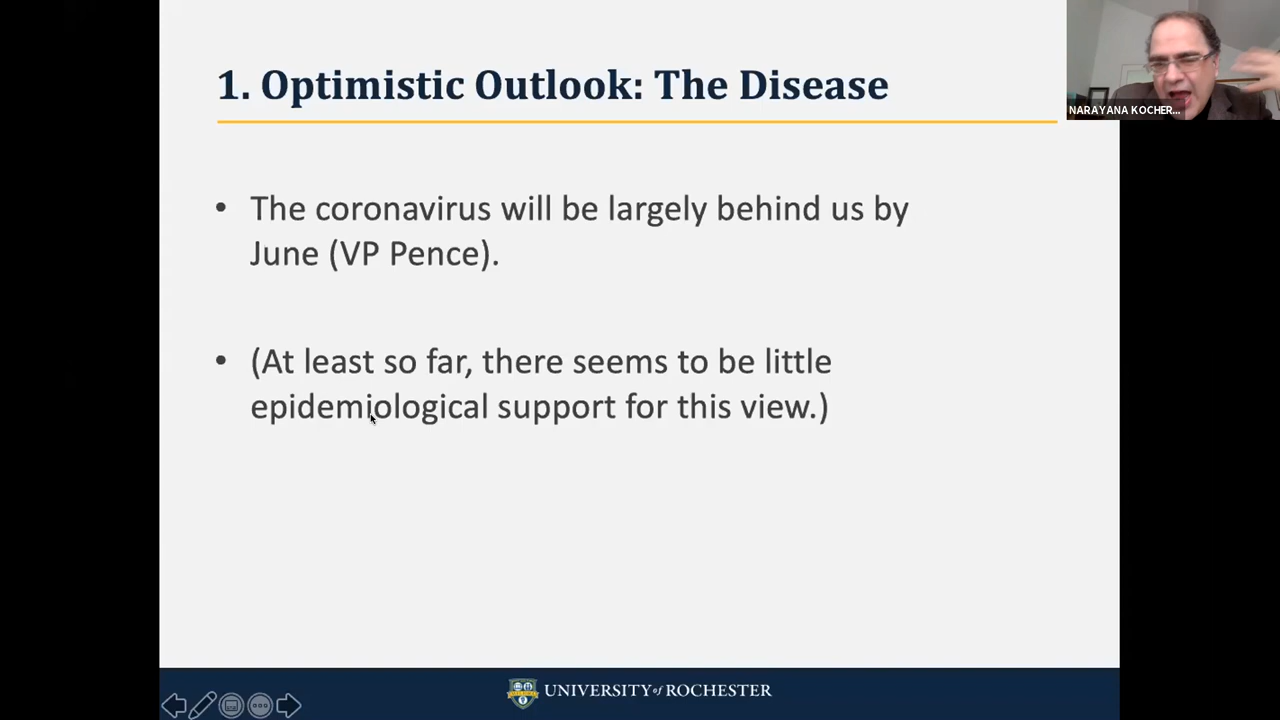 1. Optimistic Outlook: The Disease
NARAYANA KOCHER...
• The coronavirus will be largely behind us by
June (VP Pence).
• (At least so far, there seems to be little
epidemiological support for this view.)
UNIVERSITY of ROCHESTER